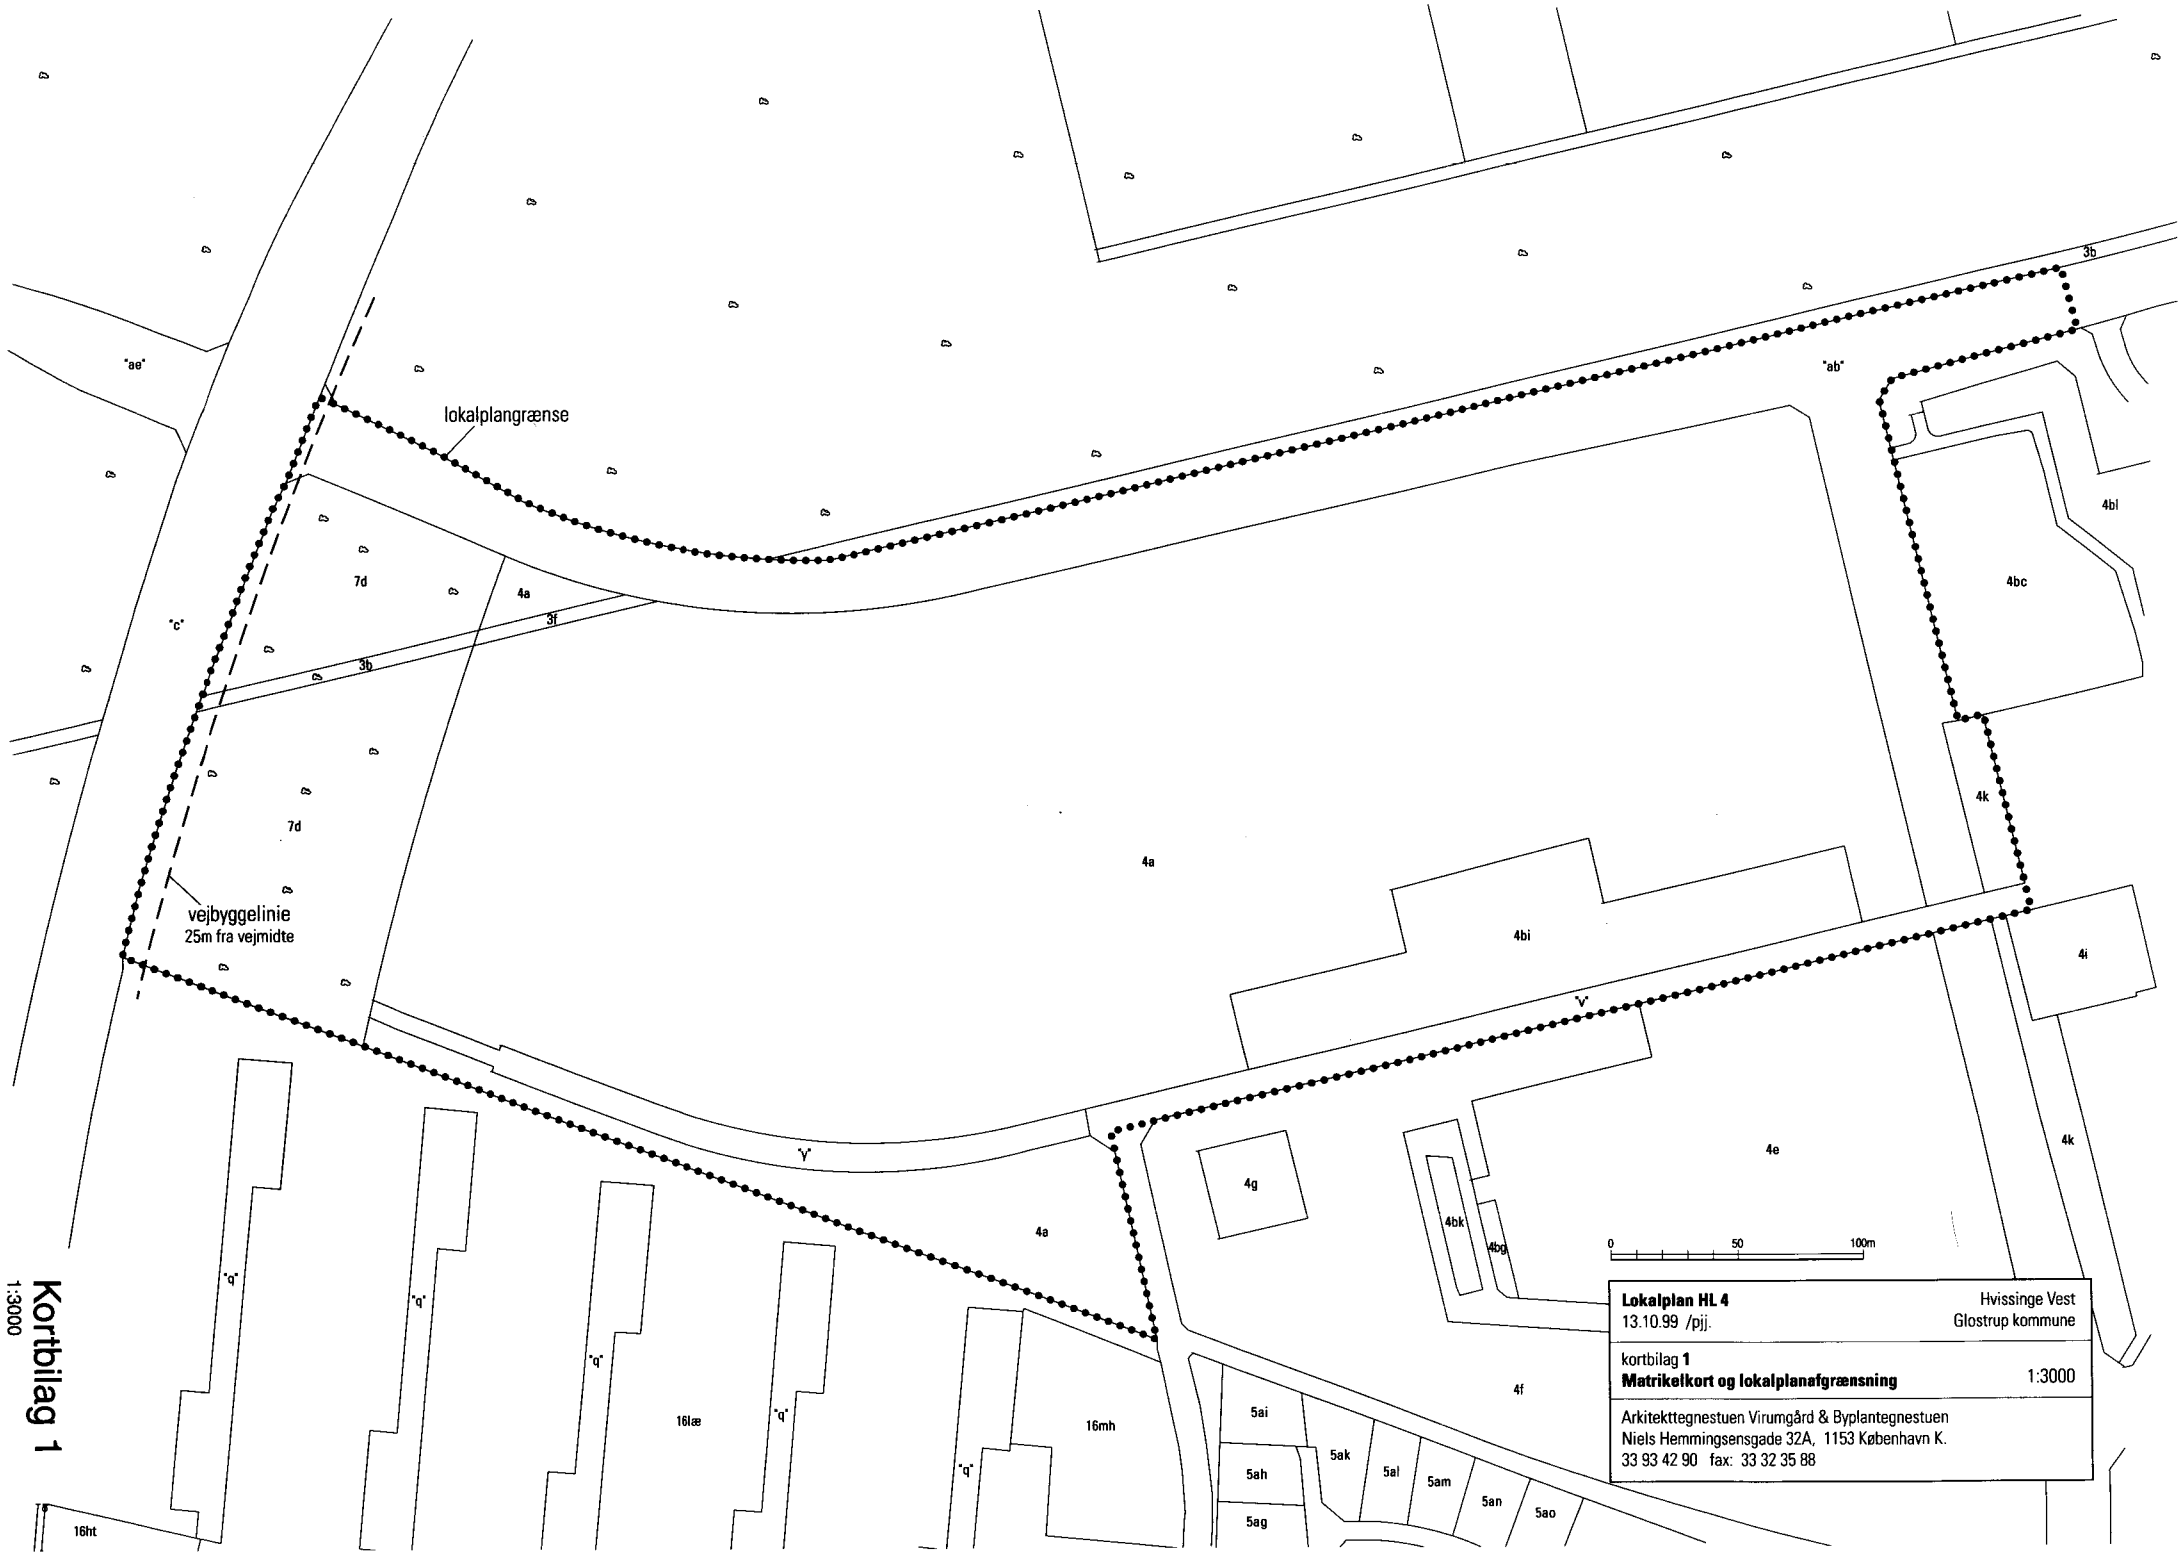 3b
"ae"
"ab"
lokalplangrænse
4bl
7d
4a
4bc
3f
"c"
3b
4k
7d
4a
vejbyggelinie
25m fra vejmidte
4bi
4i
"v"
4k
4e
"y"
4g
4a
4bk
4bg
0 50 100m
"q"
"q"
"q"
"q"
"q"
16læ
16mh
16ht
4f
5ai
5ak
5ah
5al
5am
5an
5ao
5ag
Lokalplan HL 4 Hvissinge Vest
13.10.99 /pjj. Glostrup kommune
kortbilag 1
Matrikelkort og lokalplanafgrænsning 1:3000
Arkitekttegnestuen Virumgård & Byplantegnestuen
Niels Hemmingsensgade 32A, 1153 København K.
33 93 42 90 fax: 33 32 35 88
Kortbilag 1
1:3000